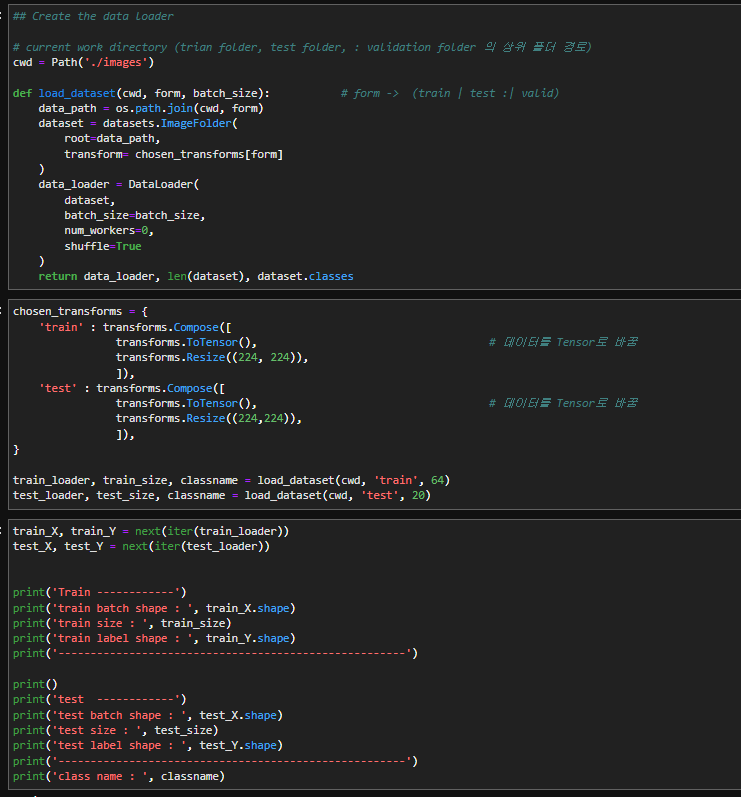 ## Create the data loader
# current work directory (trian folder, test folder, : validation folder 의 상위 폴더 경로)
cwd = Path('./images')
def load_dataset(cwd, form, batch_size):           # form ->  (train | test :| valid)
    data_path = os.path.join(cwd, form)
    dataset = datasets.ImageFolder(
        root=data_path,
        transform= chosen_transforms[form]
    )
    data_loader = DataLoader(
        dataset,
        batch_size=batch_size,
        num_workers=0,
        shuffle=True
    )
    return data_loader, len(dataset), dataset.classes
chosen_transforms = {
    'train' : transforms.Compose([
                transforms.ToTensor(),                                    # 데이터를 Tensor로 바꿈
                transforms.Resize((224, 224)),
                ]),
    'test' : transforms.Compose([
                transforms.ToTensor(),                                    # 데이터를 Tensor로 바꿈
                transforms.Resize((224,224)),
                ]),
}
train_loader, train_size, classname = load_dataset(cwd, 'train', 64)
test_loader, test_size, classname = load_dataset(cwd, 'test', 20)
train_X, train_Y = next(iter(train_loader))
test_X, test_Y = next(iter(test_loader))
print('Train ------------')
print('train batch shape : ', train_X.shape)
print('train size : ', train_size)
print('train label shape : ', train_Y.shape)
print('------------------------------------------------------')
print()
print('test  ------------')
print('test batch shape : ', test_X.shape)
print('test size : ', test_size)
print('test label shape : ', test_Y.shape)
print('------------------------------------------------------')
print('class name : ', classname)